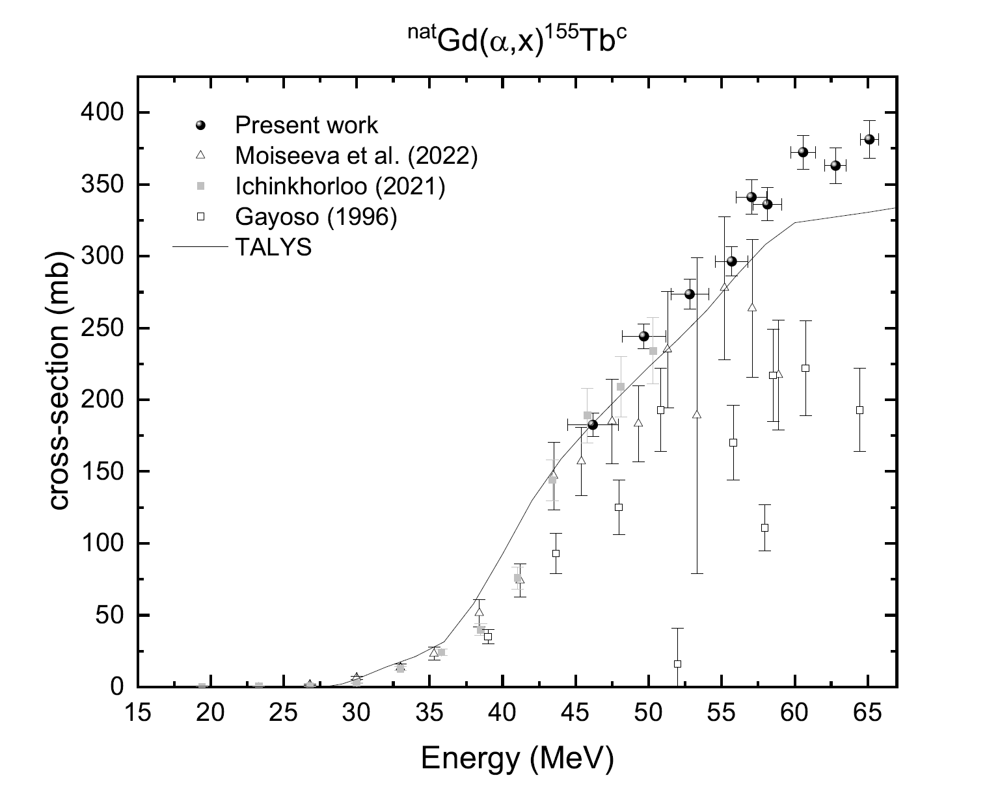 natGd(α,x)155Tbc
Present work
Moiseeva et al. (2022)
Ichinkhorloo (2021)
Gayoso (1996)
TALYS
cross-section (mb)
400
350
300
250
200
150
100
50
0
15 20 25 30 35 40 45 50 55 60 65
Energy (MeV)